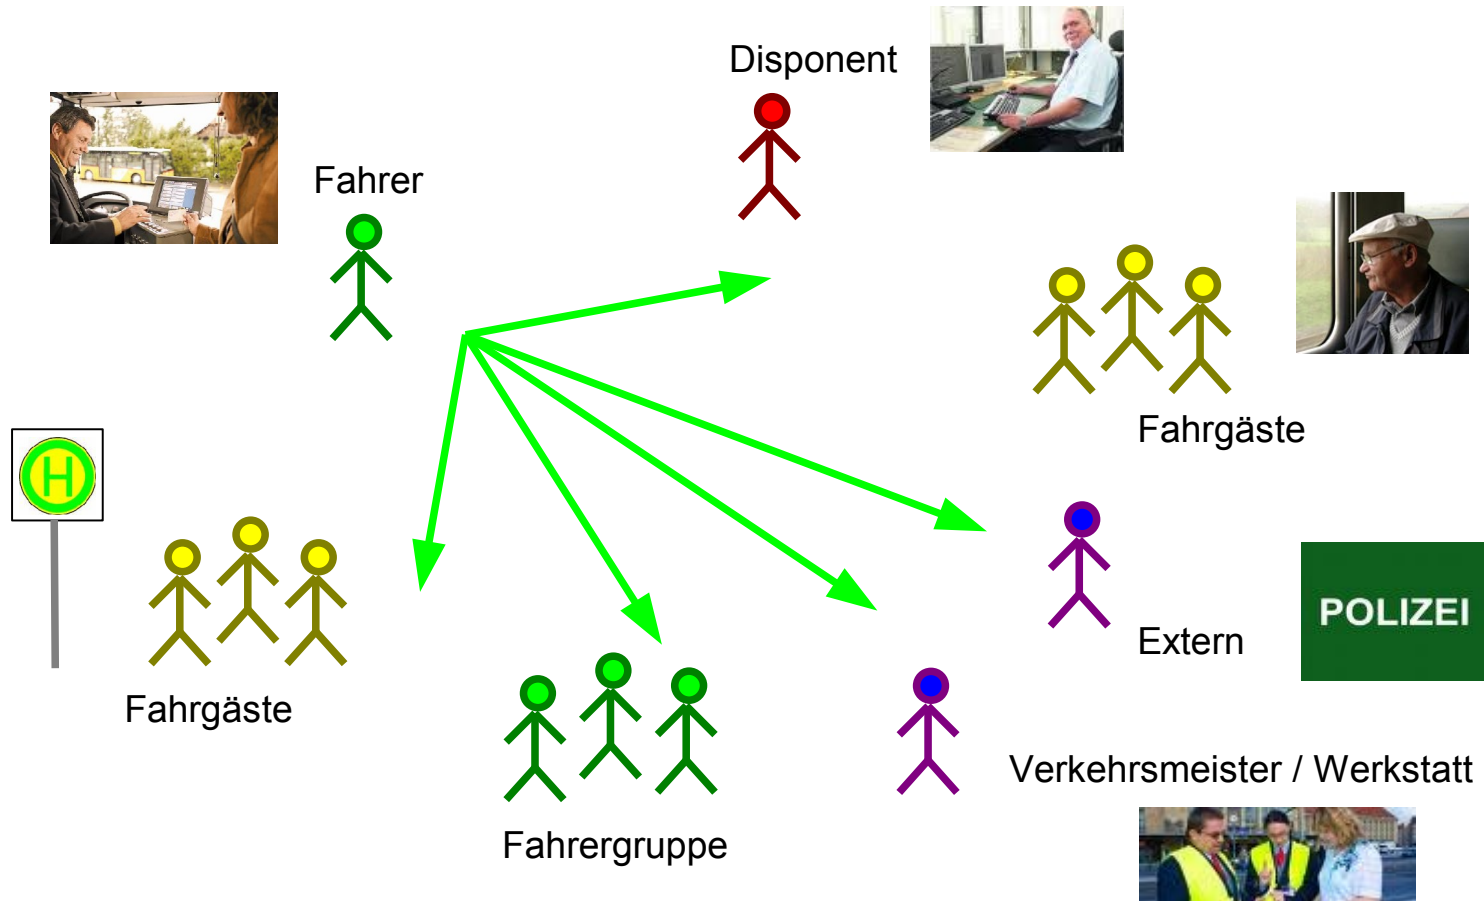 Disponent
Fahrer
Fahrgäste
H
Extern
POLIZEI
Fahrgäste
Verkehrsmeister / Werkstatt
Fahrergruppe